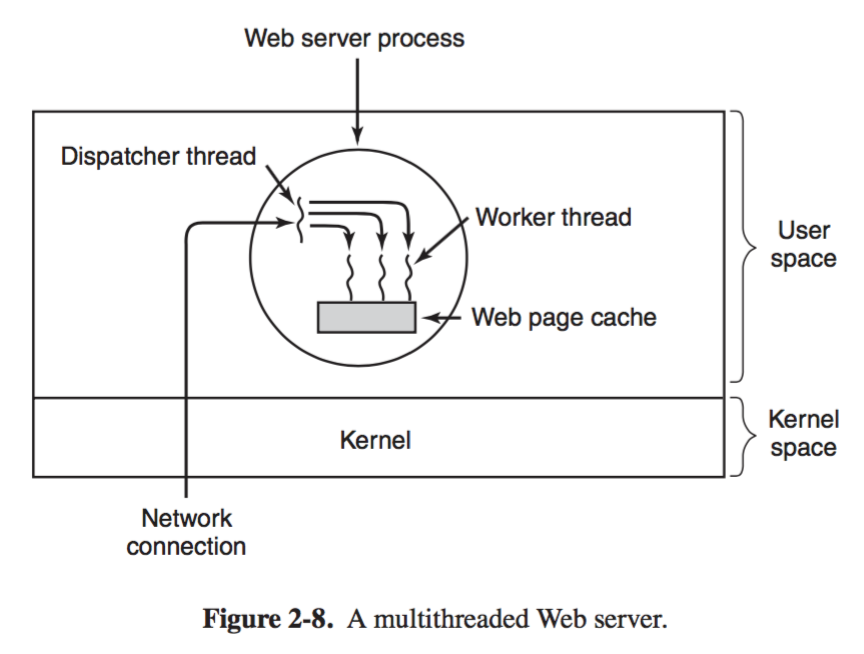 Web server process
Dispatcher thread
Worker thread
User
space
Web page cache
Kernel
Kernel
space
Network
connection
Figure 2-8. A multithreaded Web server.